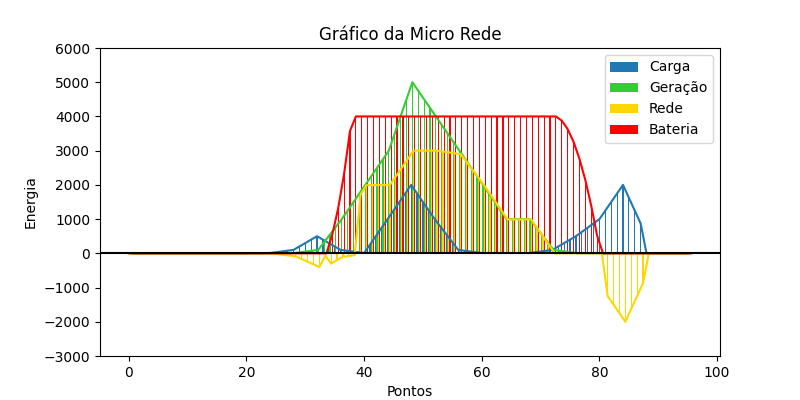 Gráfico da Micro Rede
6000
5000
4000
3000
2000
1000
0
−1000
−2000
−3000
Energia
Carga
Geração
Rede
Bateria
0 20 40 60 80 100
Pontos